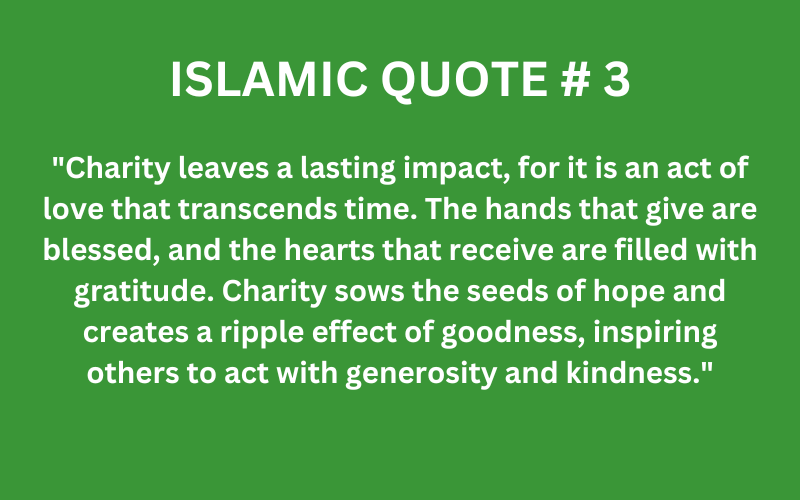 ISLAMIC QUOTE # 3
"Charity leaves a lasting impact, for it is an act of
love that transcends time. The hands that give are
blessed, and the hearts that receive are filled with
gratitude. Charity sows the seeds of hope and
creates a ripple effect of goodness, inspiring
others to act with generosity and kindness."